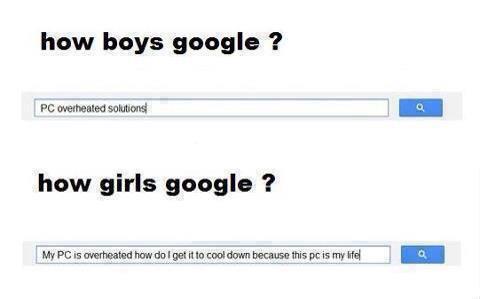 how boys google ?
PC overheated solutions
how girls google ?
My PC is overheated how do I get it to cool down because this pc is my life